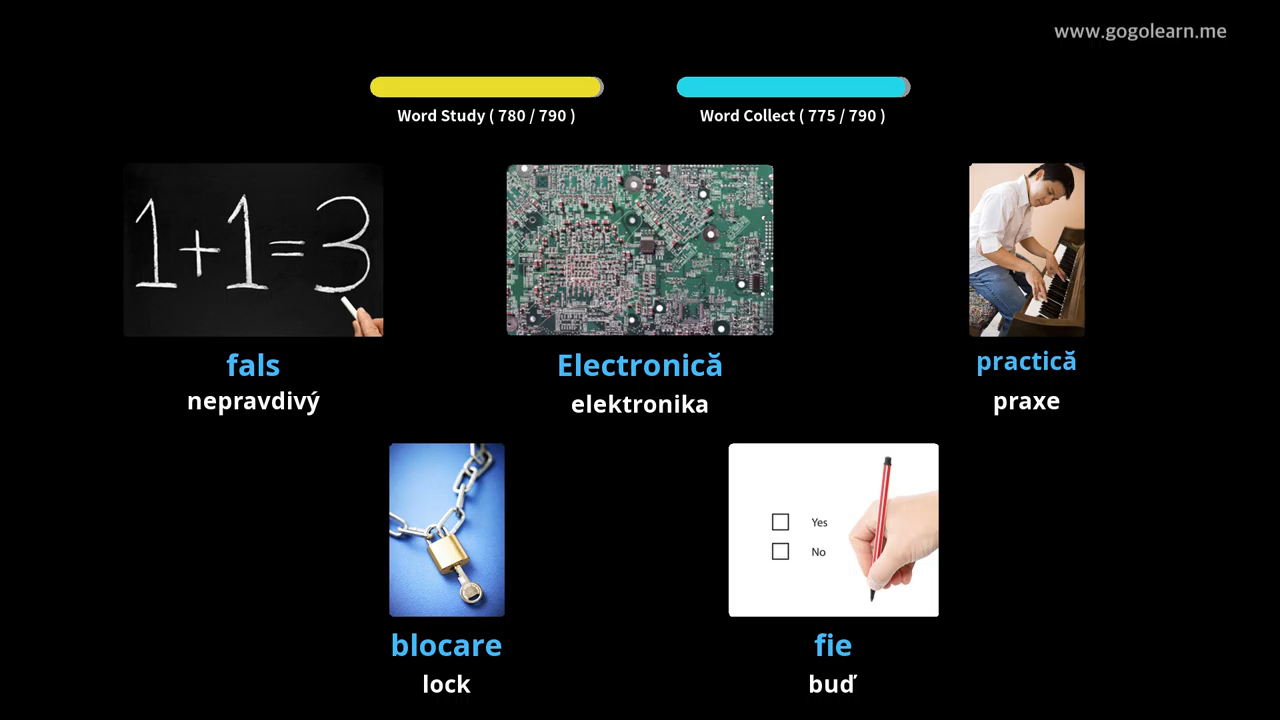 www.gogolearn.me
Word Study ( 780 / 790 )
Word Collect ( 775 / 790 )
1+1=3
fals
nepravdivý
Electronică
elektronika
practică
praxe
Yes
No
blocare
lock
fie
buď